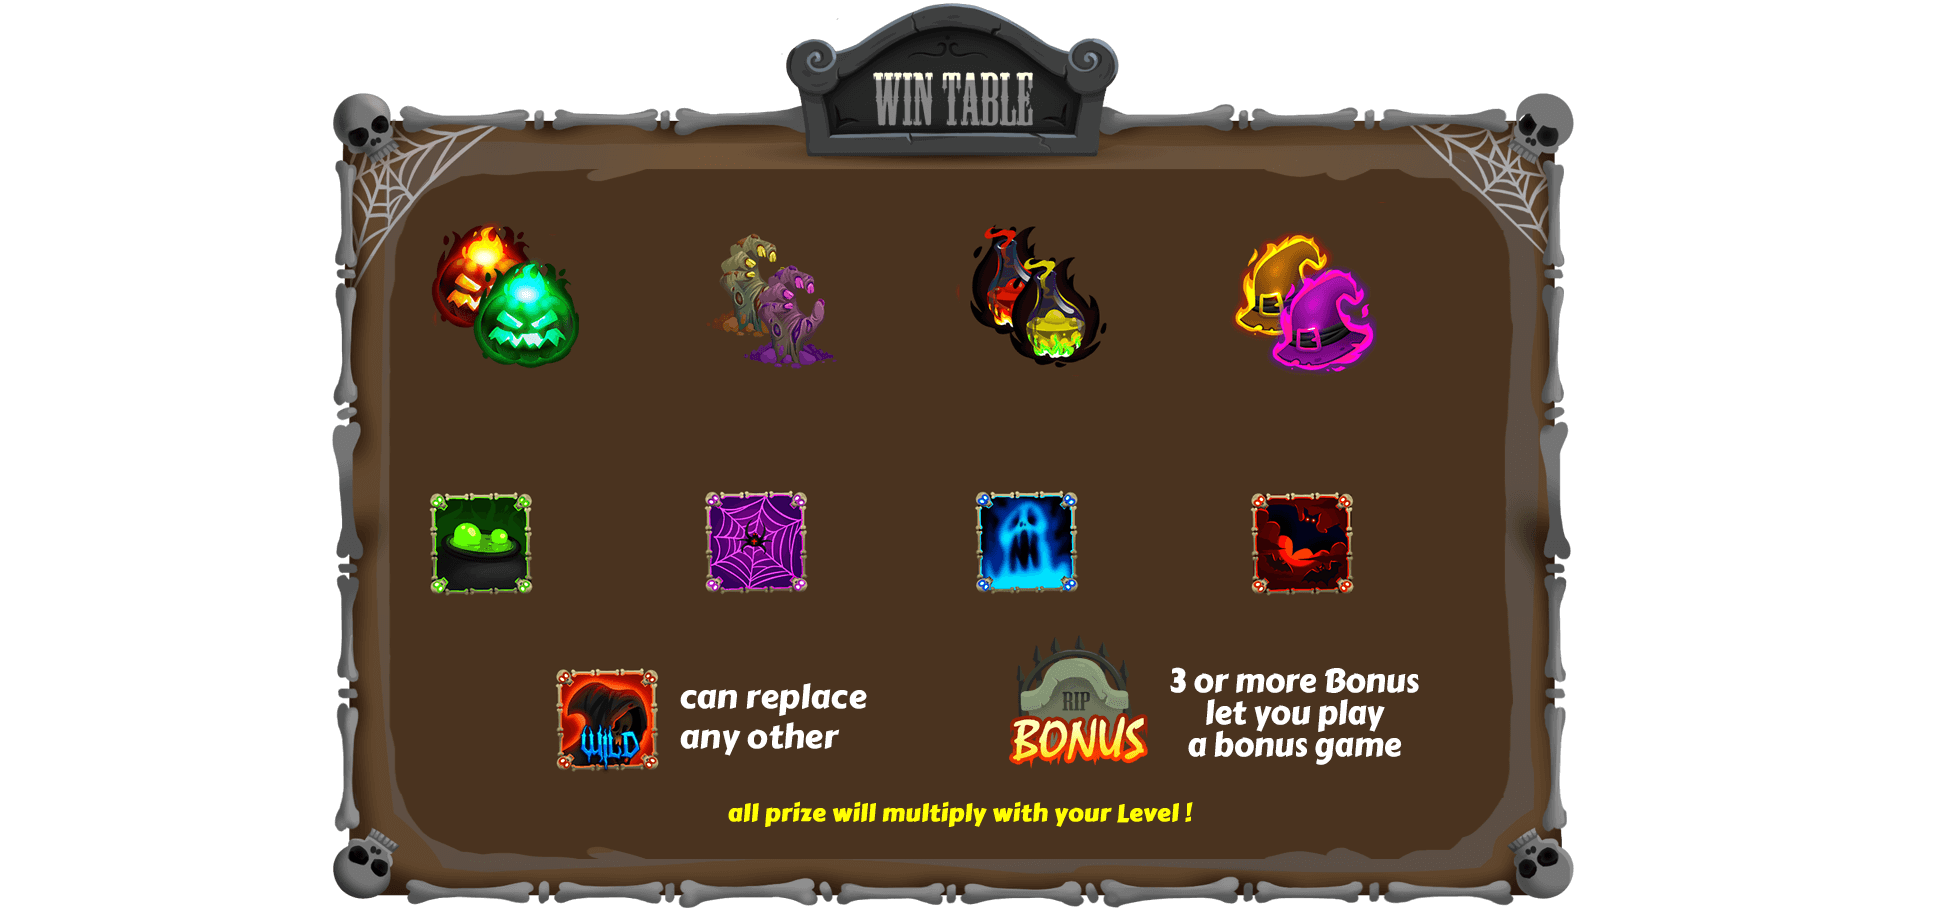 WIN TABLE
WILD
can replace
any other
RIP
BONUS
3 or more Bonus
let you play
a bonus game
all prize will multiply with your Level !